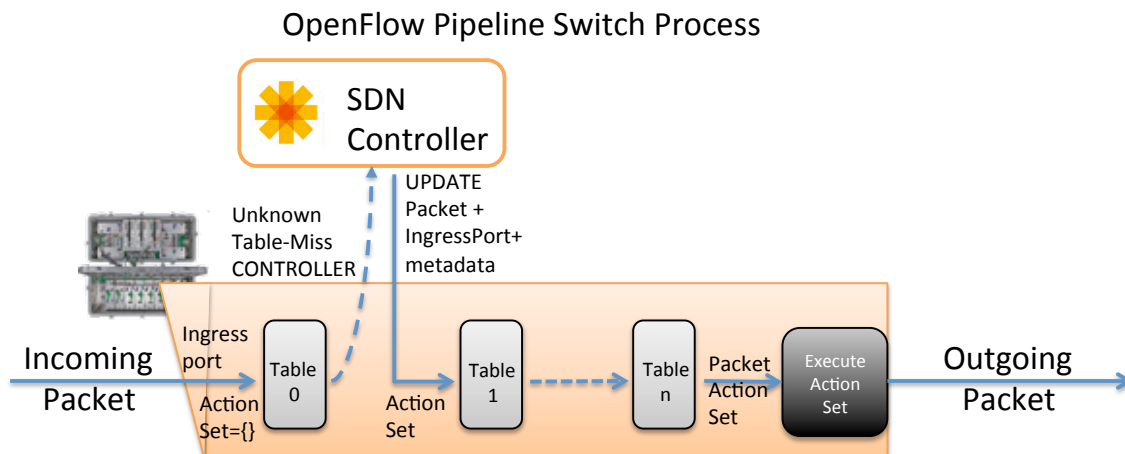 OpenFlow Pipeline Switch Process
SDN
Controller
UPDATE
Packet +
IngressPort+
metadata
Unknown
Table-Miss
CONTROLLER
Incoming
Packet
Ingress
port
Action
Set={}
Table
0
Action
Set
Table
1
Table
n
Packet
Action
Set
Execute
Action
Set
Outgoing
Packet